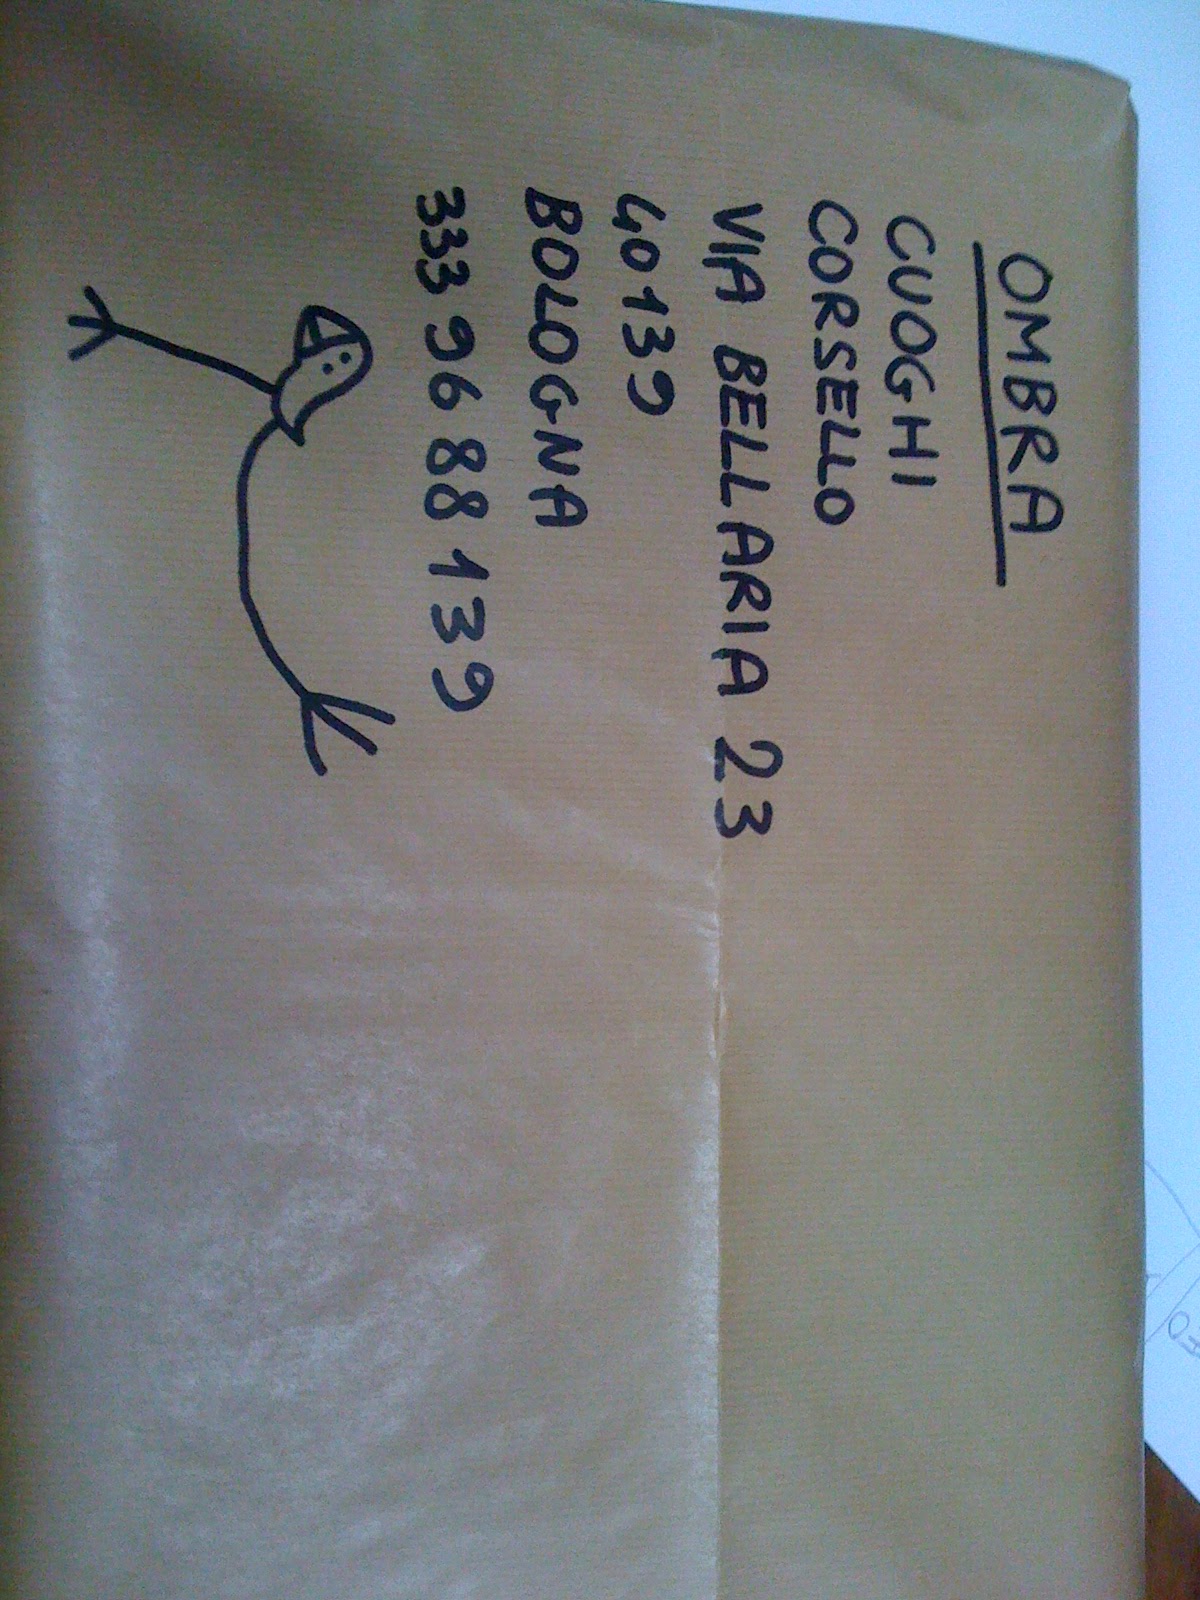 OMBRA
CUOGHI
CORSELLO
VIA BELLARIA 23
40139
BOLOGNA
333 96 88 139